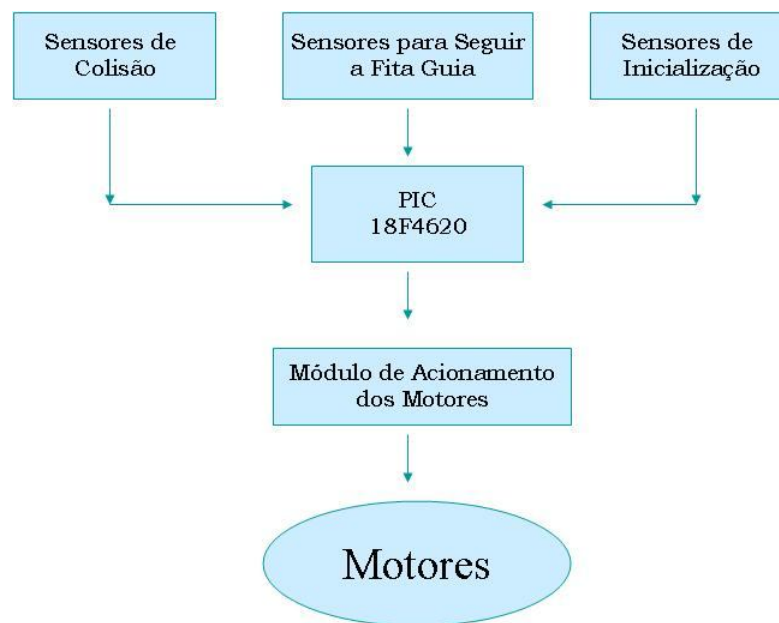 Sensores de
Colisão
Sensores para Seguir
a Fita Guia
Sensores de
Inicialização
PIC
18F4620
Módulo de Acionamento
dos Motores
Motores